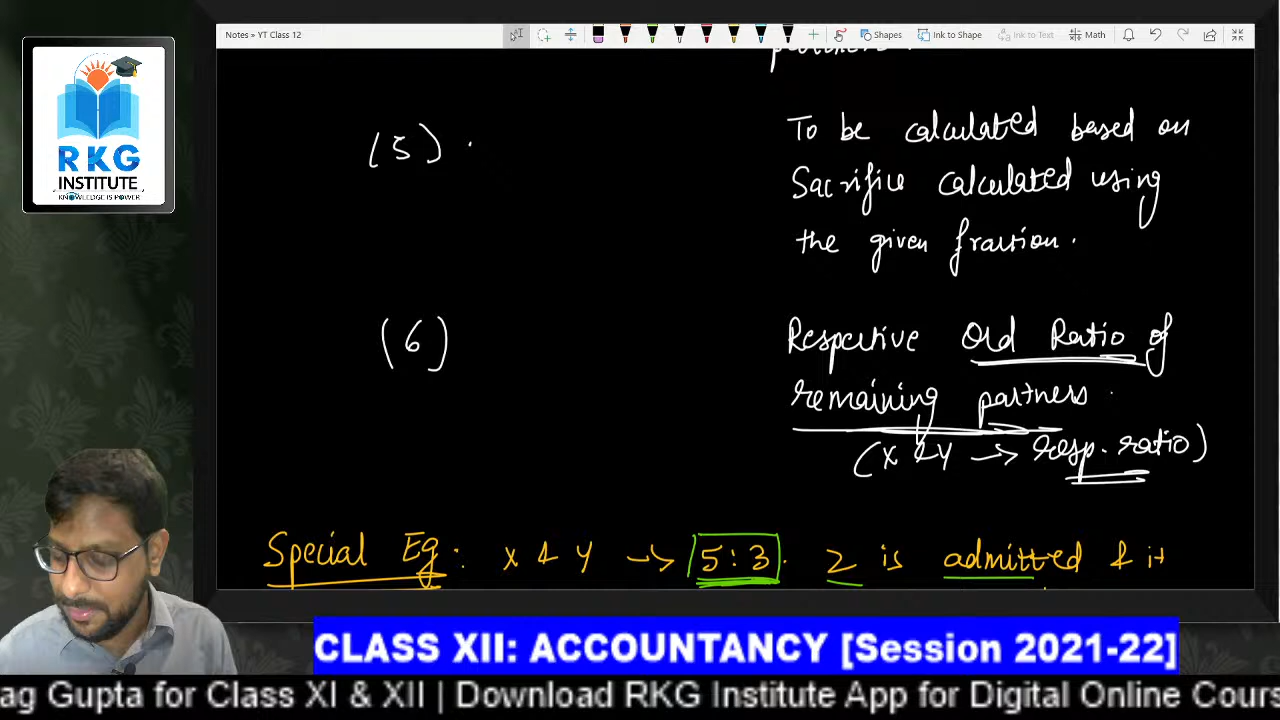 Notes » YT Class 12
Shapes
Ink to Shape
Ink to Text
Math
RKG
INSTITUTE
KNOWLEDGE IS POWER
(5) .
To be calculated based on
Sacrifice calculated using
the given fraction.
(6)
Respective Old Ratio of
remaining partners.
(X & Y → resp. ratio)
Special Eg: X & Y → 5:3. Z is admitted & it
CLASS XII: ACCOUNTANCY [Session 2021-22]
ag Gupta for Class XI & XII | Download RKG Institute App for Digital Online Cours